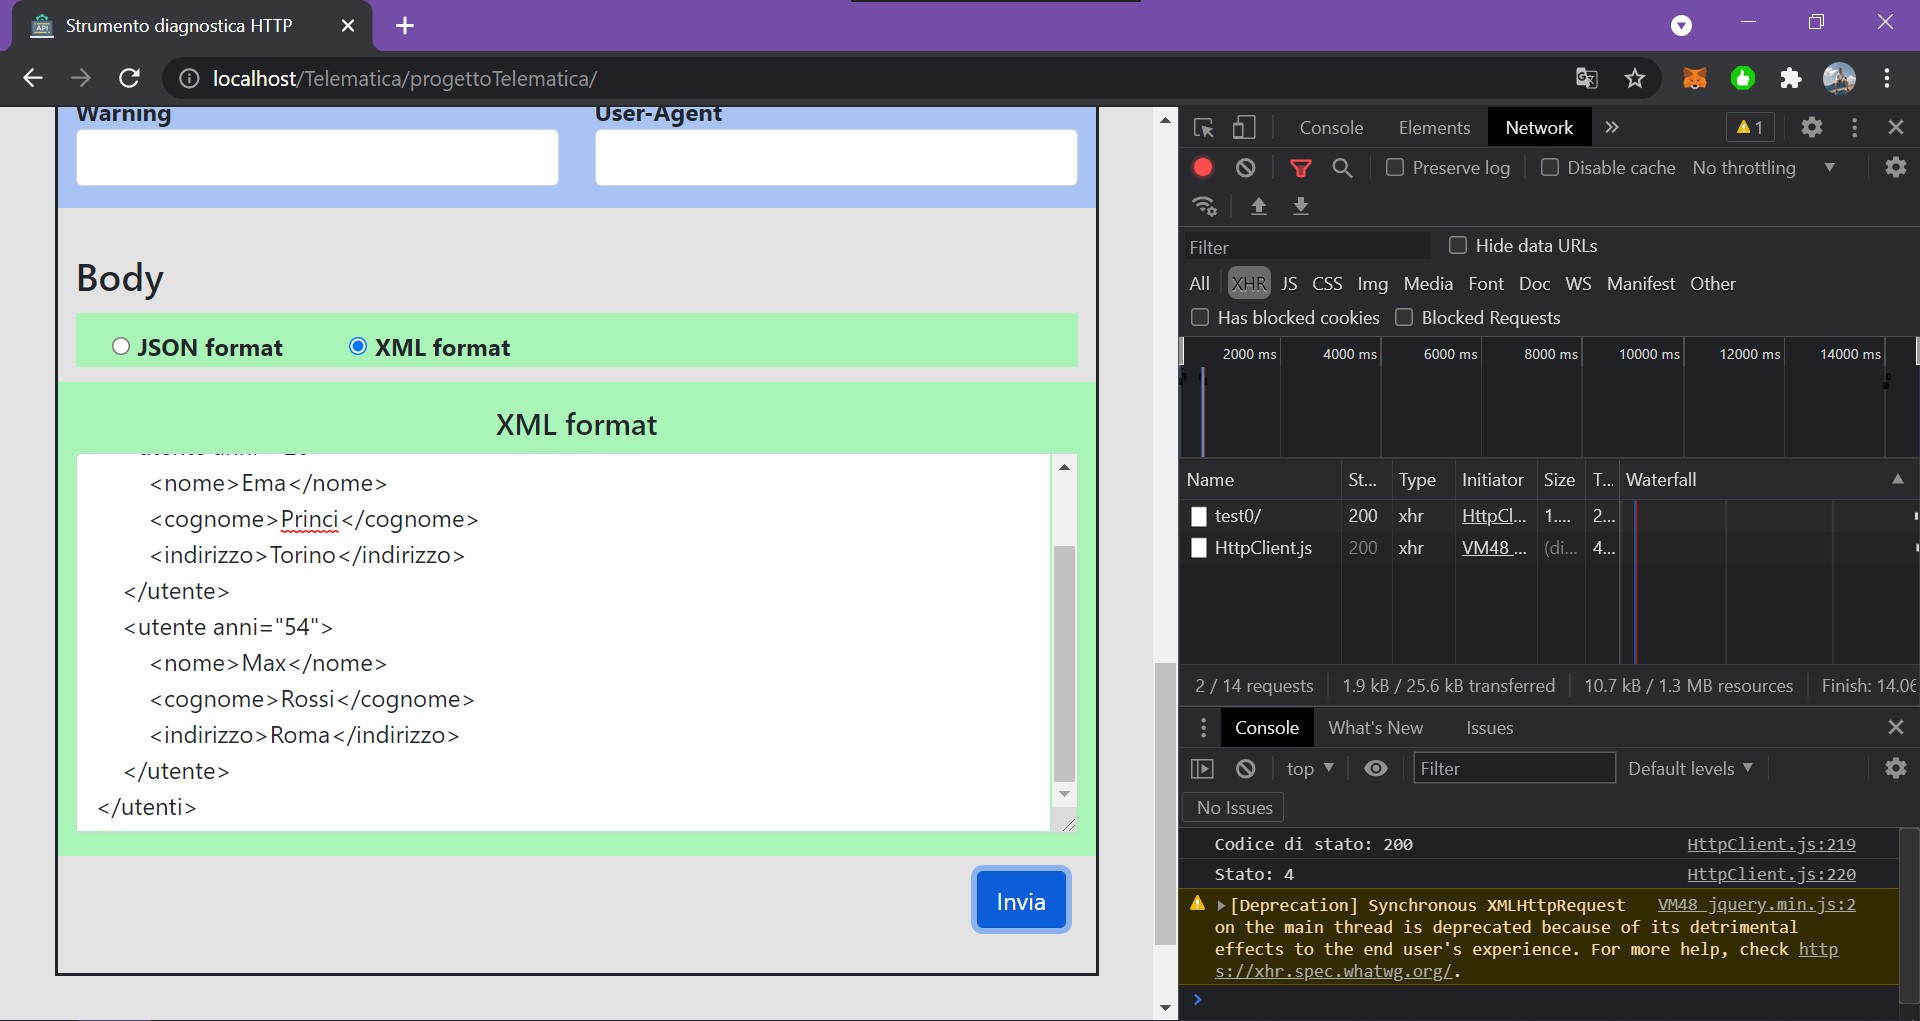 Strumento diagnostica HTTP
localhost/Telematica/progettoTelematica/
Warning
User-Agent
Body
JSON format
XML format
XML format
<nome>Ema</nome>
<cognome>Princi</cognome>
<indirizzo>Torino</indirizzo>
</utente>
<utente anni="54">
<nome>Max</nome>
<cognome>Rossi</cognome>
<indirizzo>Roma</indirizzo>
</utente>
</utenti>
Invia
Console Elements Network » 1
Preserve log Disable cache No throttling
Filter Hide data URLs
All XHR JS CSS Img Media Font Doc WS Manifest Other
Has blocked cookies Blocked Requests
2000 ms 4000 ms 6000 ms 8000 ms 10000 ms 12000 ms 14000 ms
Name St... Type Initiator Size T... Waterfall
test0/ 200 xhr HttpCl... 1.... 2...
HttpClient.js 200 xhr VM48 ... (di... 4...
2 / 14 requests 1.9 kB / 25.6 kB transferred 10.7 kB / 1.3 MB resources Finish: 14.06
Console What's New Issues
top Filter Default levels
No Issues
Codice di stato: 200 HttpClient.js:219
Stato: 4 HttpClient.js:220
[Deprecation] Synchronous XMLHttpRequest VM48 jquery.min.js:2
on the main thread is deprecated because of its detrimental
effects to the end user's experience. For more help, check http
s://xhr.spec.whatwg.org/.